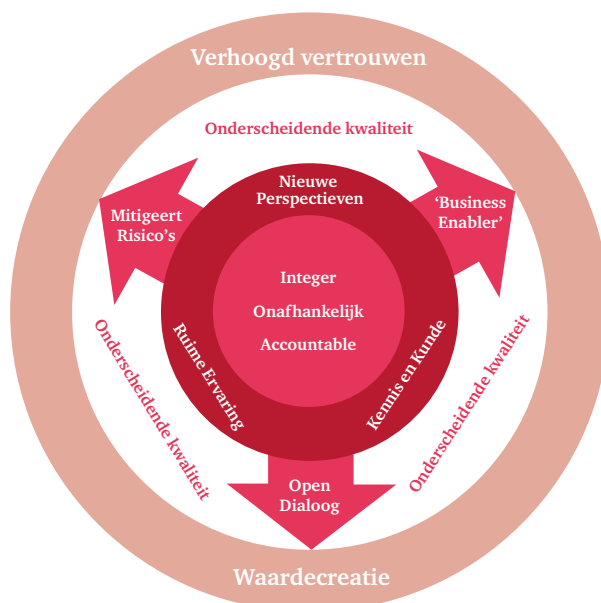 Verhoogd vertrouwen
Onderscheidende kwaliteit
Nieuwe
Perspectieven
Mitigeert
Risico’s
‘Business
Enabler’
Integer
Onafhankelijk
Accountable
Ruime Ervaring
Kennis en Kunde
Onderscheidende kwaliteit
Onderscheidende kwaliteit
Open
Dialoog
Waardecreatie